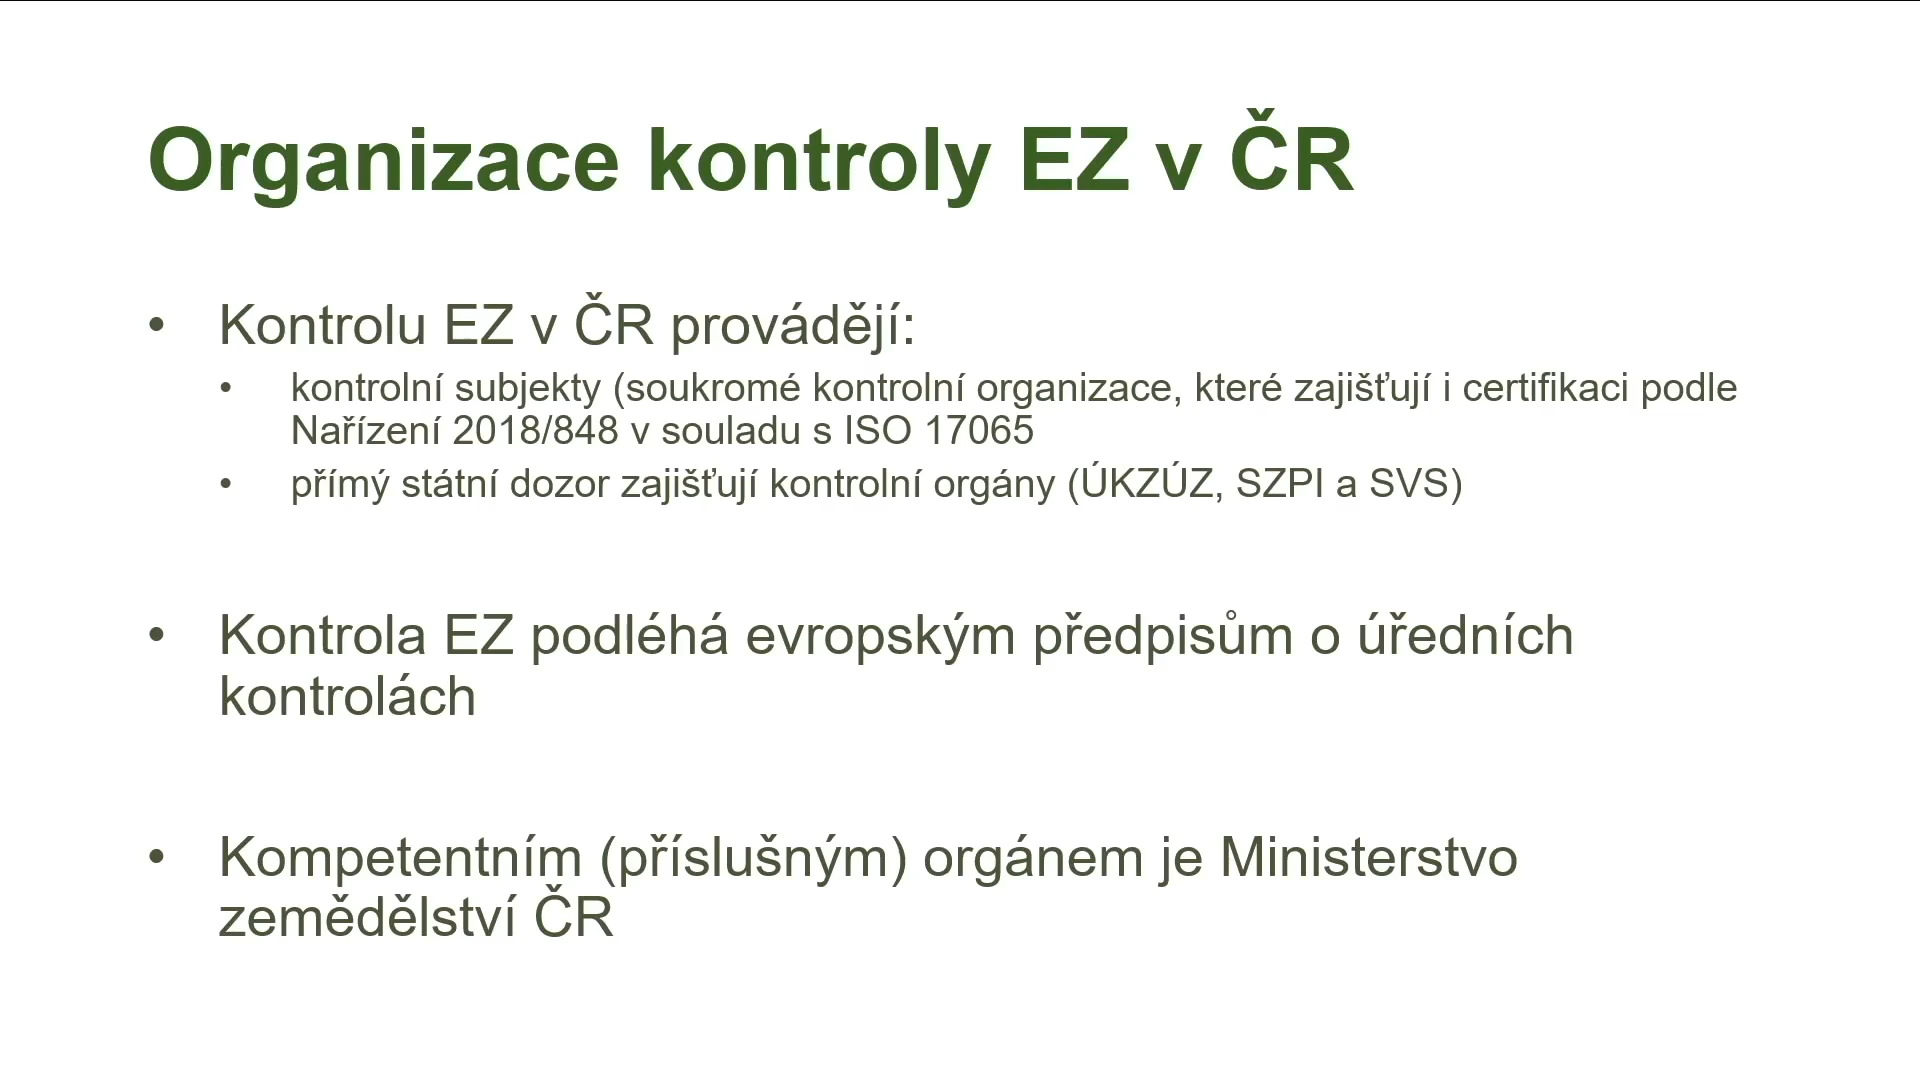 Organizace kontroly EZ v ČR
• Kontrolu EZ v ČR provádějí:
• kontrolní subjekty (soukromé kontrolní organizace, které zajišťují i certifikaci podle
Nařízení 2018/848 v souladu s ISO 17065
• přímý státní dozor zajišťují kontrolní orgány (ÚKZÚZ, SZPI a SVS)
• Kontrola EZ podléhá evropským předpisům o úředních
kontrolách
• Kompetentním (příslušným) orgánem je Ministerstvo
zemědělství ČR